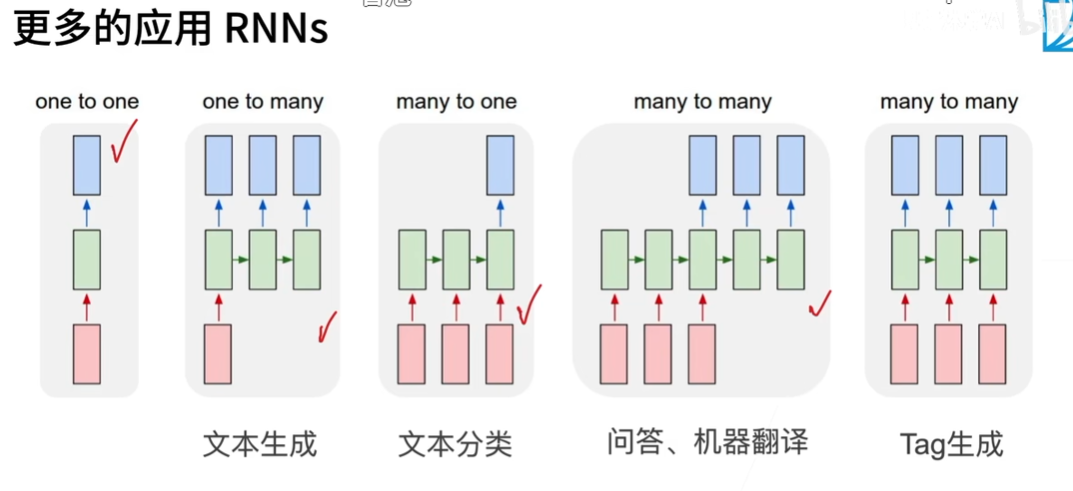 更多的应用 RNNs
one to one
one to many
many to one
many to many
many to many
文本生成
文本分类
问答、机器翻译
Tag生成